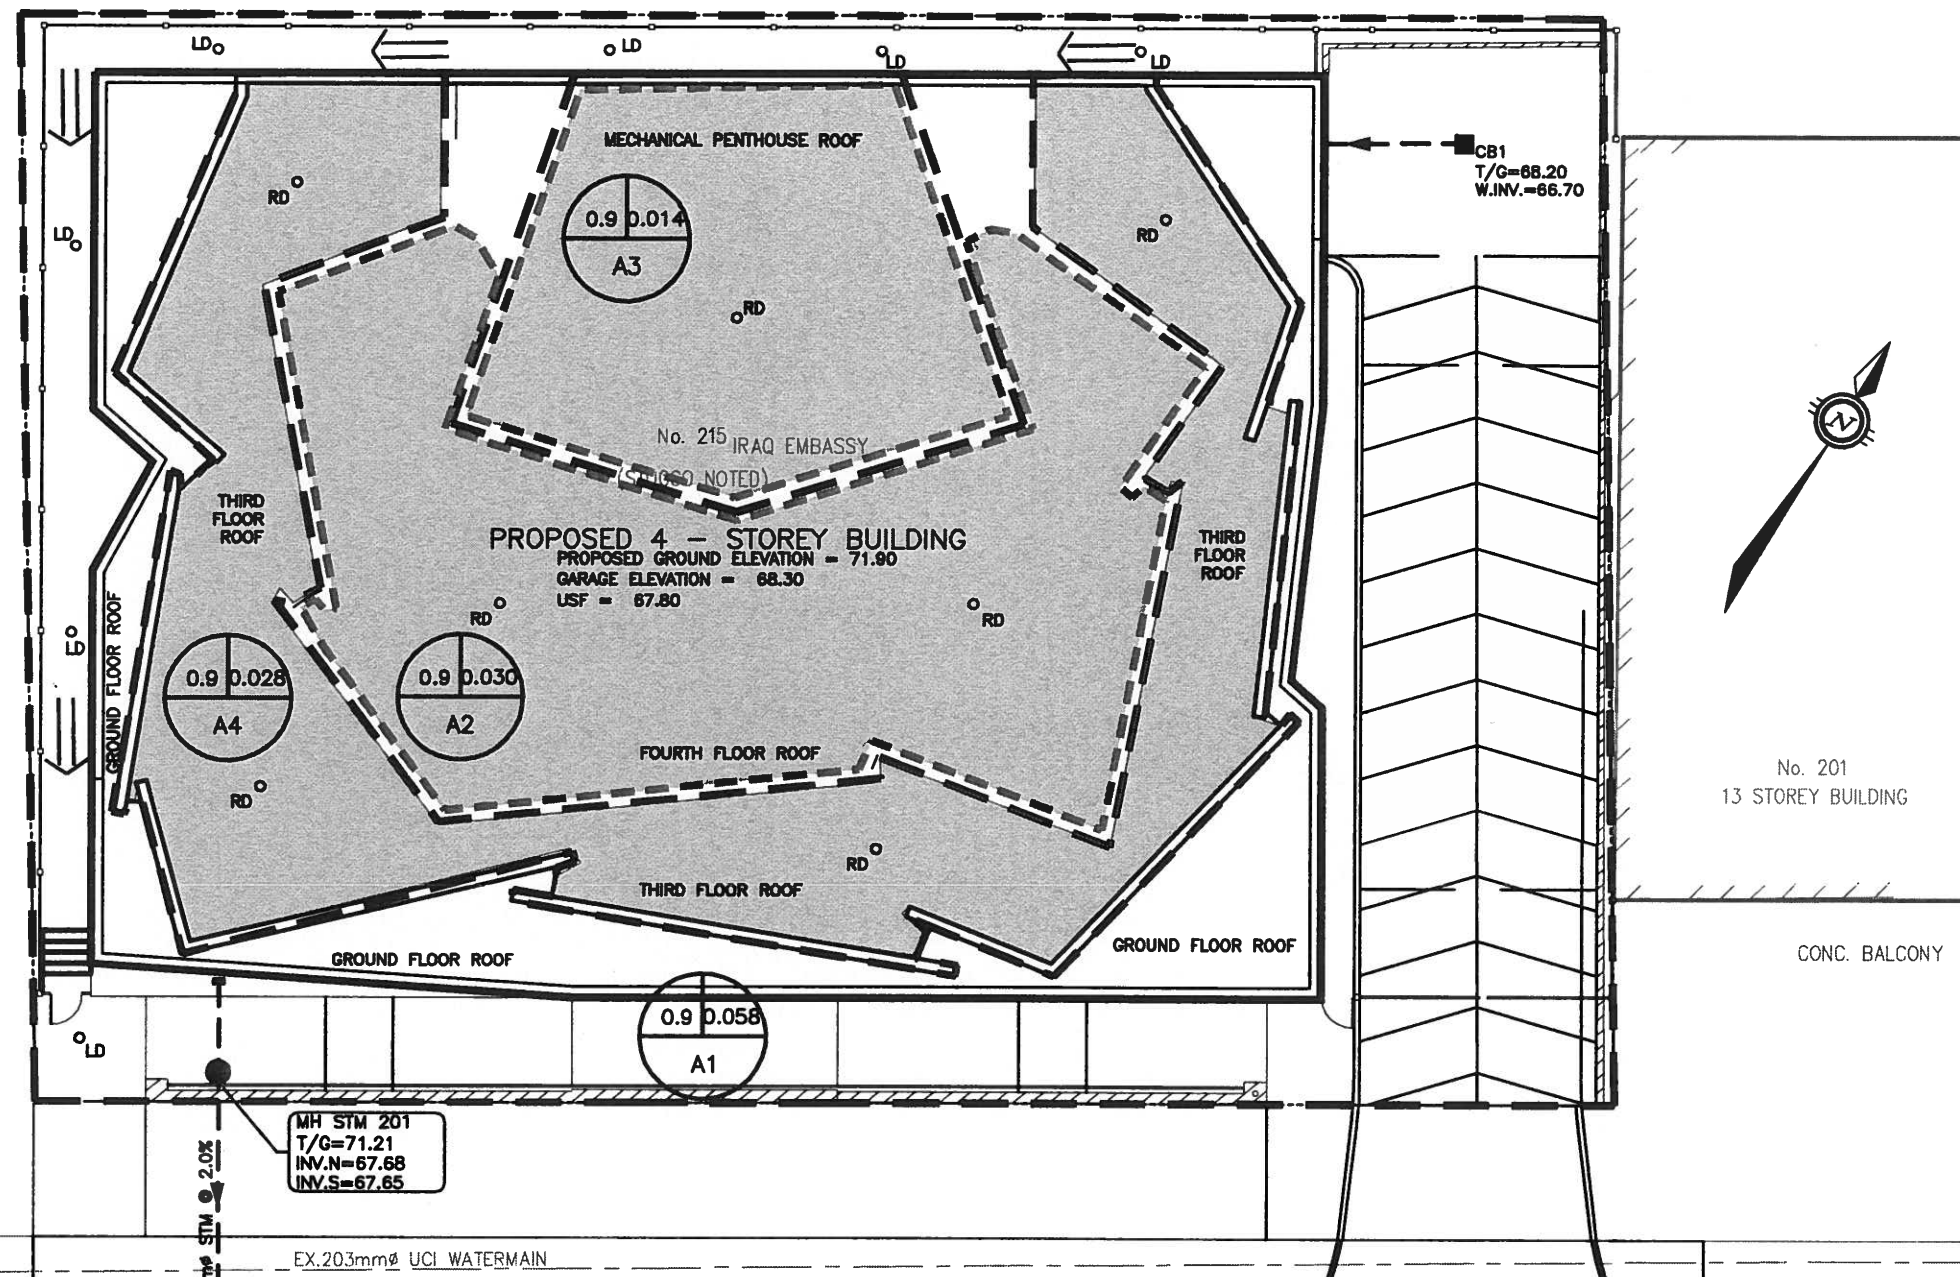 LD
LD
LD
LD
MECHANICAL PENTHOUSE ROOF
CB1
T/G=68.20
W.INV.=66.70
RD
0.9 0.014
A3
RD
LD
RD
N
No. 215
IRAQ EMBASSY
NOTED)
THIRD
FLOOR
ROOF
PROPOSED 4 - STOREY BUILDING
PROPOSED GROUND ELEVATION = 71.90
GARAGE ELEVATION = 68.30
USF = 67.80
THIRD
FLOOR
ROOF
RD
RD
LD
GROUND FLOOR ROOF
0.9 0.028
A4
0.9 0.030
A2
FOURTH FLOOR ROOF
No. 201
13 STOREY BUILDING
RD
RD
THIRD FLOOR ROOF
GROUND FLOOR ROOF
GROUND FLOOR ROOF
CONC. BALCONY
0.9 0.058
A1
LD
MH STM 201
T/G=71.21
INV.N=67.68
INV.S=67.65
STM @ 2.0%
EX.203mmø UCI WATERMAIN